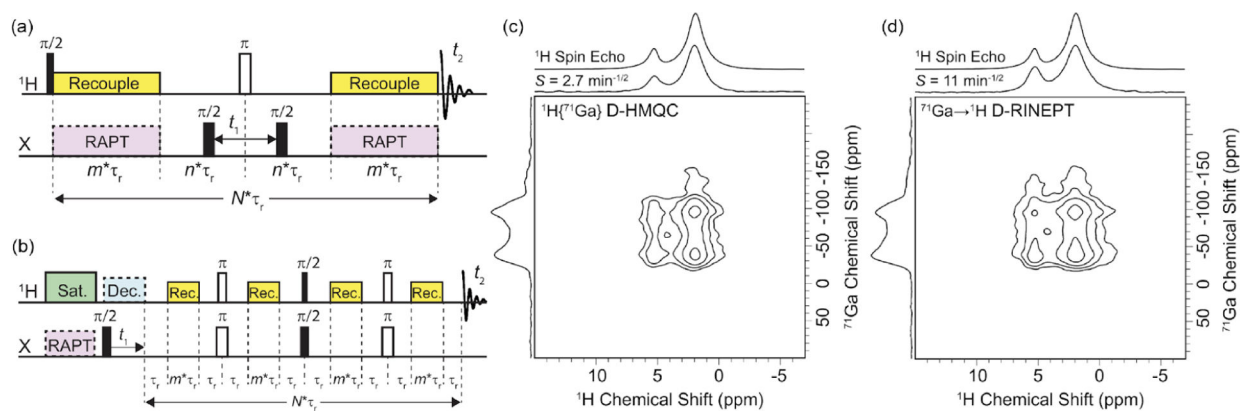 (a)
π/2
π
t2
1H
Recouple
Recouple
π/2
π/2
t1
X
RAPT
RAPT
m*τr
n*τr
n*τr
m*τr
N*τr
(b)
π
π/2
π
t2
1H
Sat.
Dec.
Rec.
Rec.
Rec.
Rec.
π/2
π
π/2
π
X
RAPT
t1
τr
m*τr
τr
τr
m*τr
τr
τr
m*τr
τr
τr
m*τr
τr
N*τr
(c)
1H Spin Echo
S = 2.7 min-1/2
1H{71Ga} D-HMQC
-150
-100
-50
0
50
71Ga Chemical Shift (ppm)
10
5
0
-5
1H Chemical Shift (ppm)
(d)
1H Spin Echo
S = 11 min-1/2
71Ga→1H D-RINEPT
-150
-100
-50
0
50
71Ga Chemical Shift (ppm)
10
5
0
-5
1H Chemical Shift (ppm)